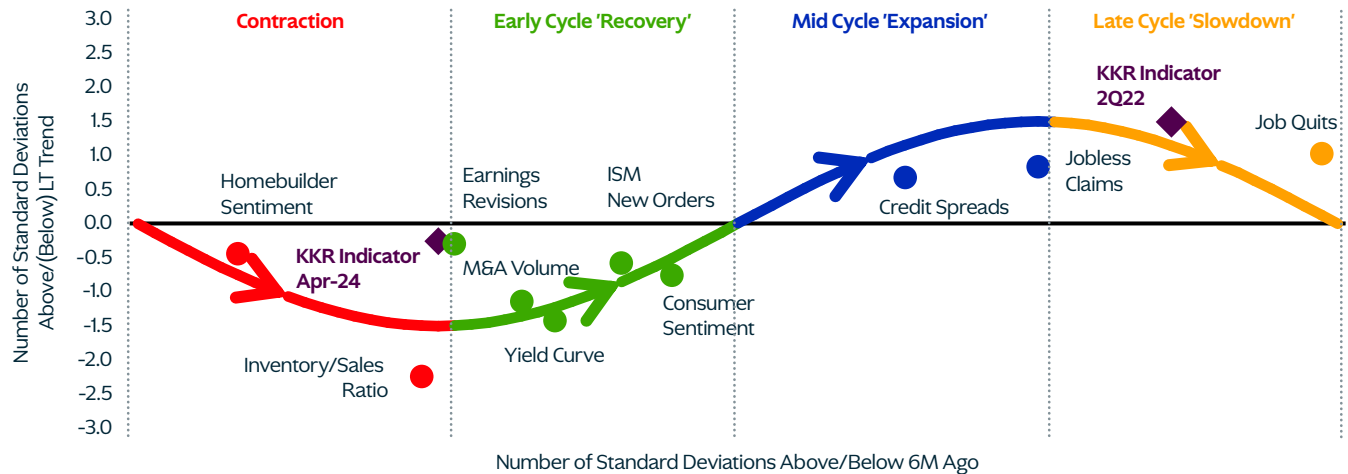 Contraction
Early Cycle 'Recovery'
Mid Cycle 'Expansion'
Late Cycle 'Slowdown'
Number of Standard Deviations
Above/(Below) LT Trend
3.0
2.5
2.0
1.5
1.0
0.5
0.0
-0.5
-1.0
-1.5
-2.0
-2.5
-3.0
Homebuilder
Sentiment
KKR Indicator
Apr-24
Inventory/Sales
Ratio
Earnings
Revisions
M&A Volume
Yield Curve
ISM
New Orders
Consumer
Sentiment
Credit Spreads
Jobless
Claims
KKR Indicator
2Q22
Job Quits
Number of Standard Deviations Above/Below 6M Ago